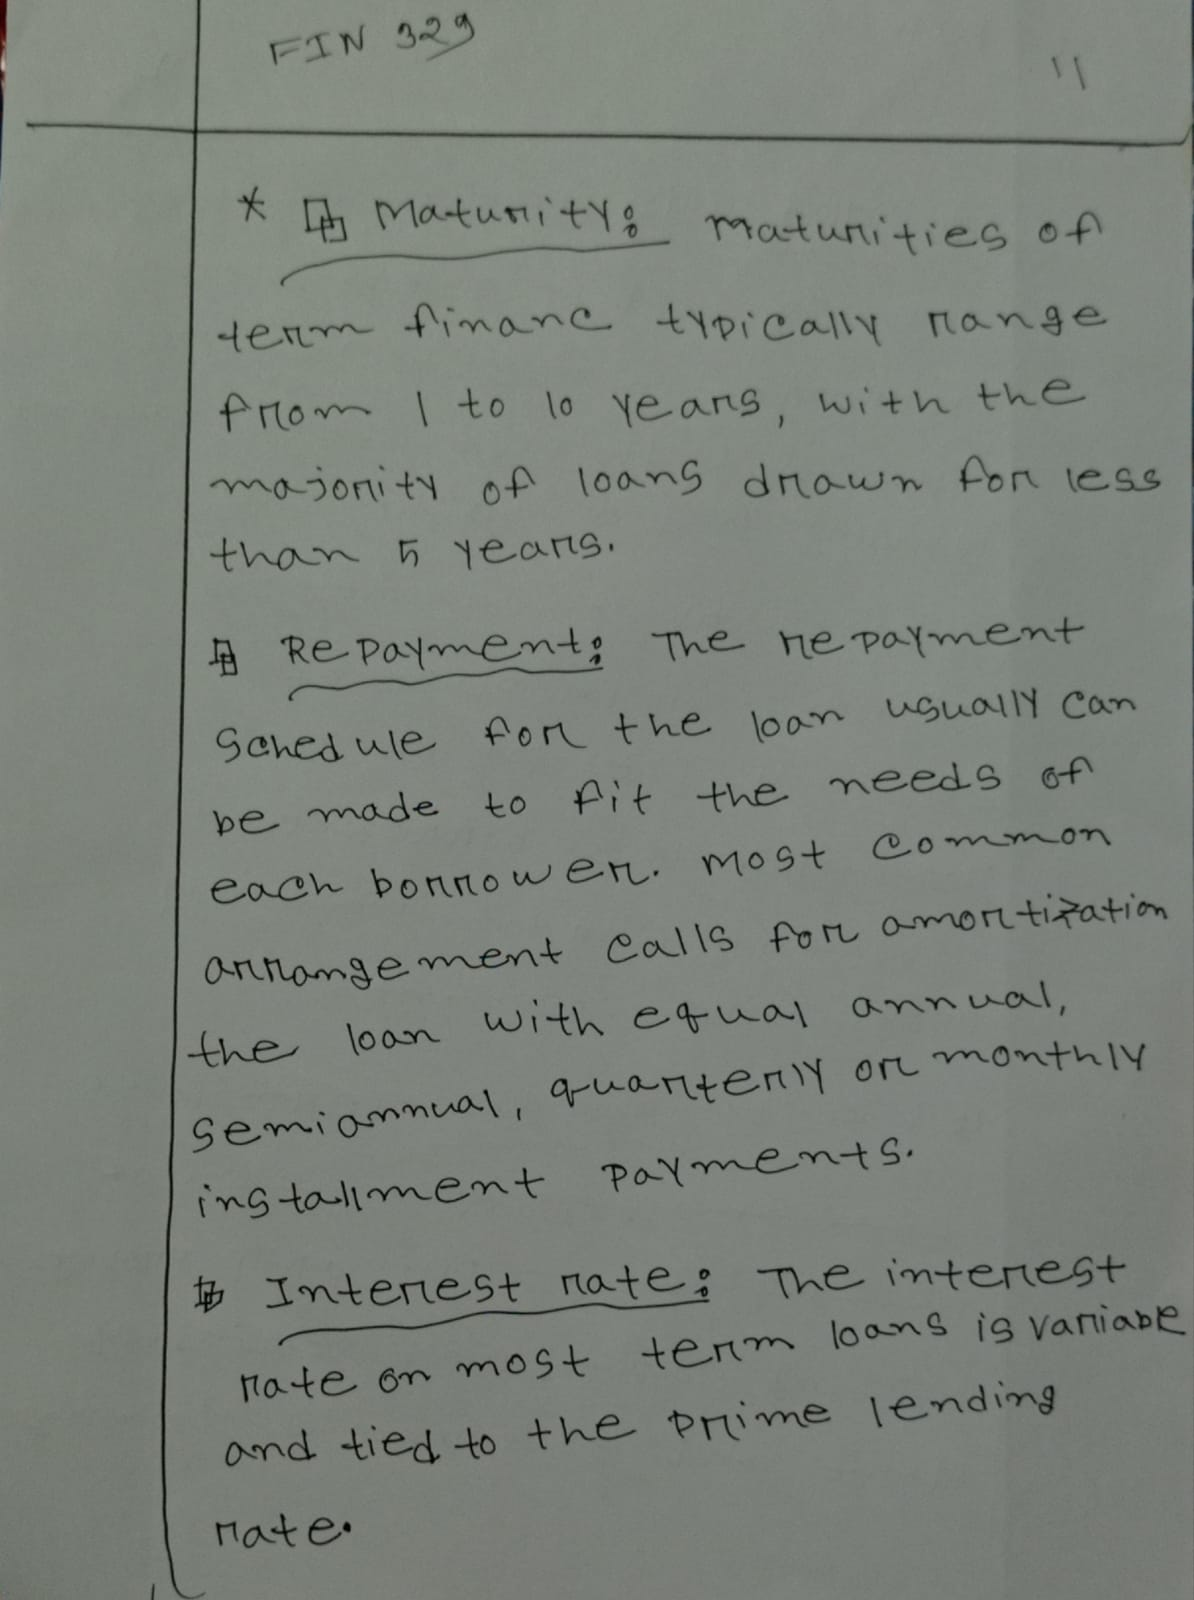 FIN 329
11
* Maturity: Maturities of
term financ typically range
from 1 to 10 years, with the
majority of loans drawn for less
than 5 years.
Repayment: The repayment
Schedule for the loan usually can
be made to fit the needs of
each borrower. Most common
arrangement calls for amortization
the loan with equal annual,
semiannual, quarterly or monthly
installment payments.
Interest rate: The interest
rate on most term loans is variable
and tied to the prime lending
rate.